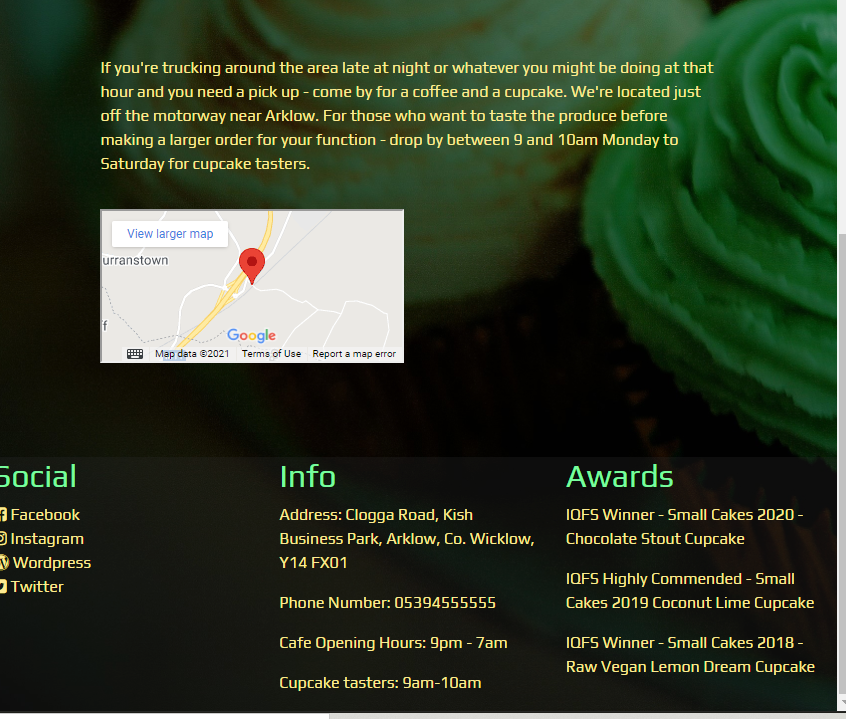 If you're trucking around the area late at night or whatever you might be doing at that
hour and you need a pick up - come by for a coffee and a cupcake. We're located just
off the motorway near Arklow. For those who want to taste the produce before
making a larger order for your function - drop by between 9 and 10am Monday to
Saturday for cupcake tasters.
View larger map
urranstown
f
Google
Map data ©2021 Terms of Use Report a map error
Social
Facebook
Instagram
Wordpress
Twitter
Info
Address: Clogga Road, Kish
Business Park, Arklow, Co. Wicklow,
Y14 FX01
Phone Number: 05394555555
Cafe Opening Hours: 9pm - 7am
Cupcake tasters: 9am-10am
Awards
IQFS Winner - Small Cakes 2020 -
Chocolate Stout Cupcake
IQFS Highly Commended - Small
Cakes 2019 Coconut Lime Cupcake
IQFS Winner - Small Cakes 2018 -
Raw Vegan Lemon Dream Cupcake